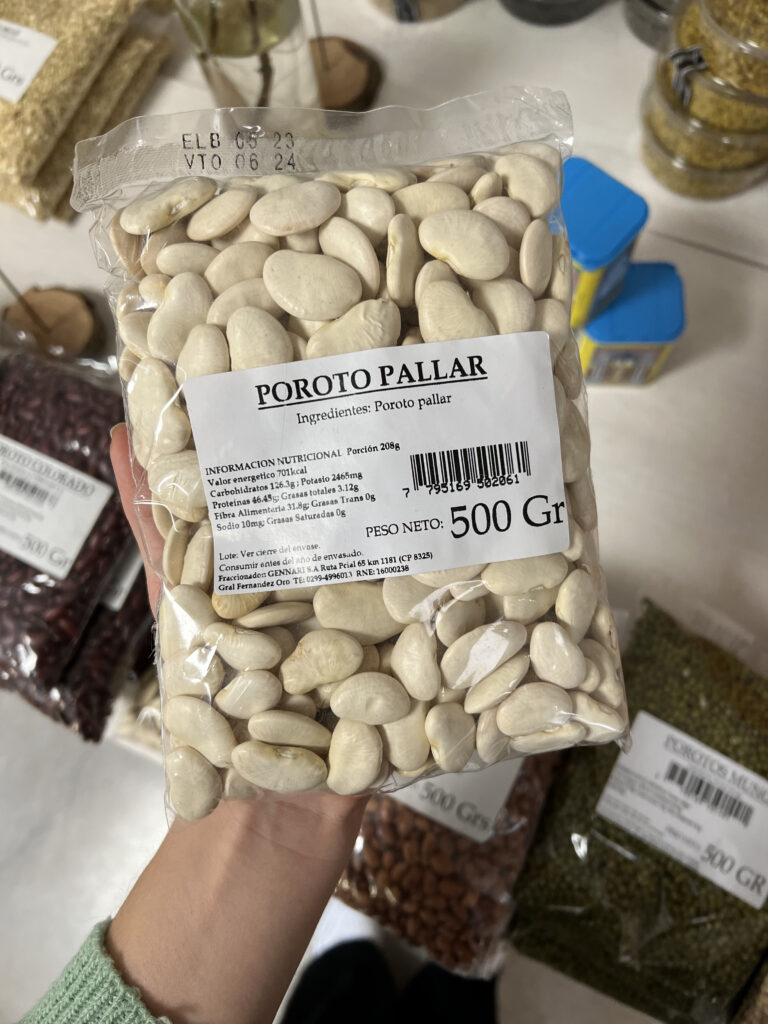 Grs
ELB 05 23
VTO 06 24
POROTO PALLAR
Ingredientes: Poroto pallar
INFORMACION NUTRICIONAL Porción 208g
Valor energetico 701kcal
Carbohidratos 126.3g; Potasio 2465mg
Proteinas 46.45g; Grasas totales 3.12g
Fibra Alimentaria 31.8g; Grasas Trans 0g
Sodio 10mg; Grasas Saturadas 0g
7 795169 502061
PESO NETO: 500 Gr
Lote: Ver cierre del envase.
Consumir antes del año de envasado.
Fraccionador: GENNARI S.A Ruta Pcial 65 km 1181 (CP 8325)
Gral Fernandez Oro TE: 0299-4996013 RNE: 16000238
POROTO COLORADO
500 Gr
500 Grs
POROTOS MUNG
500 GR